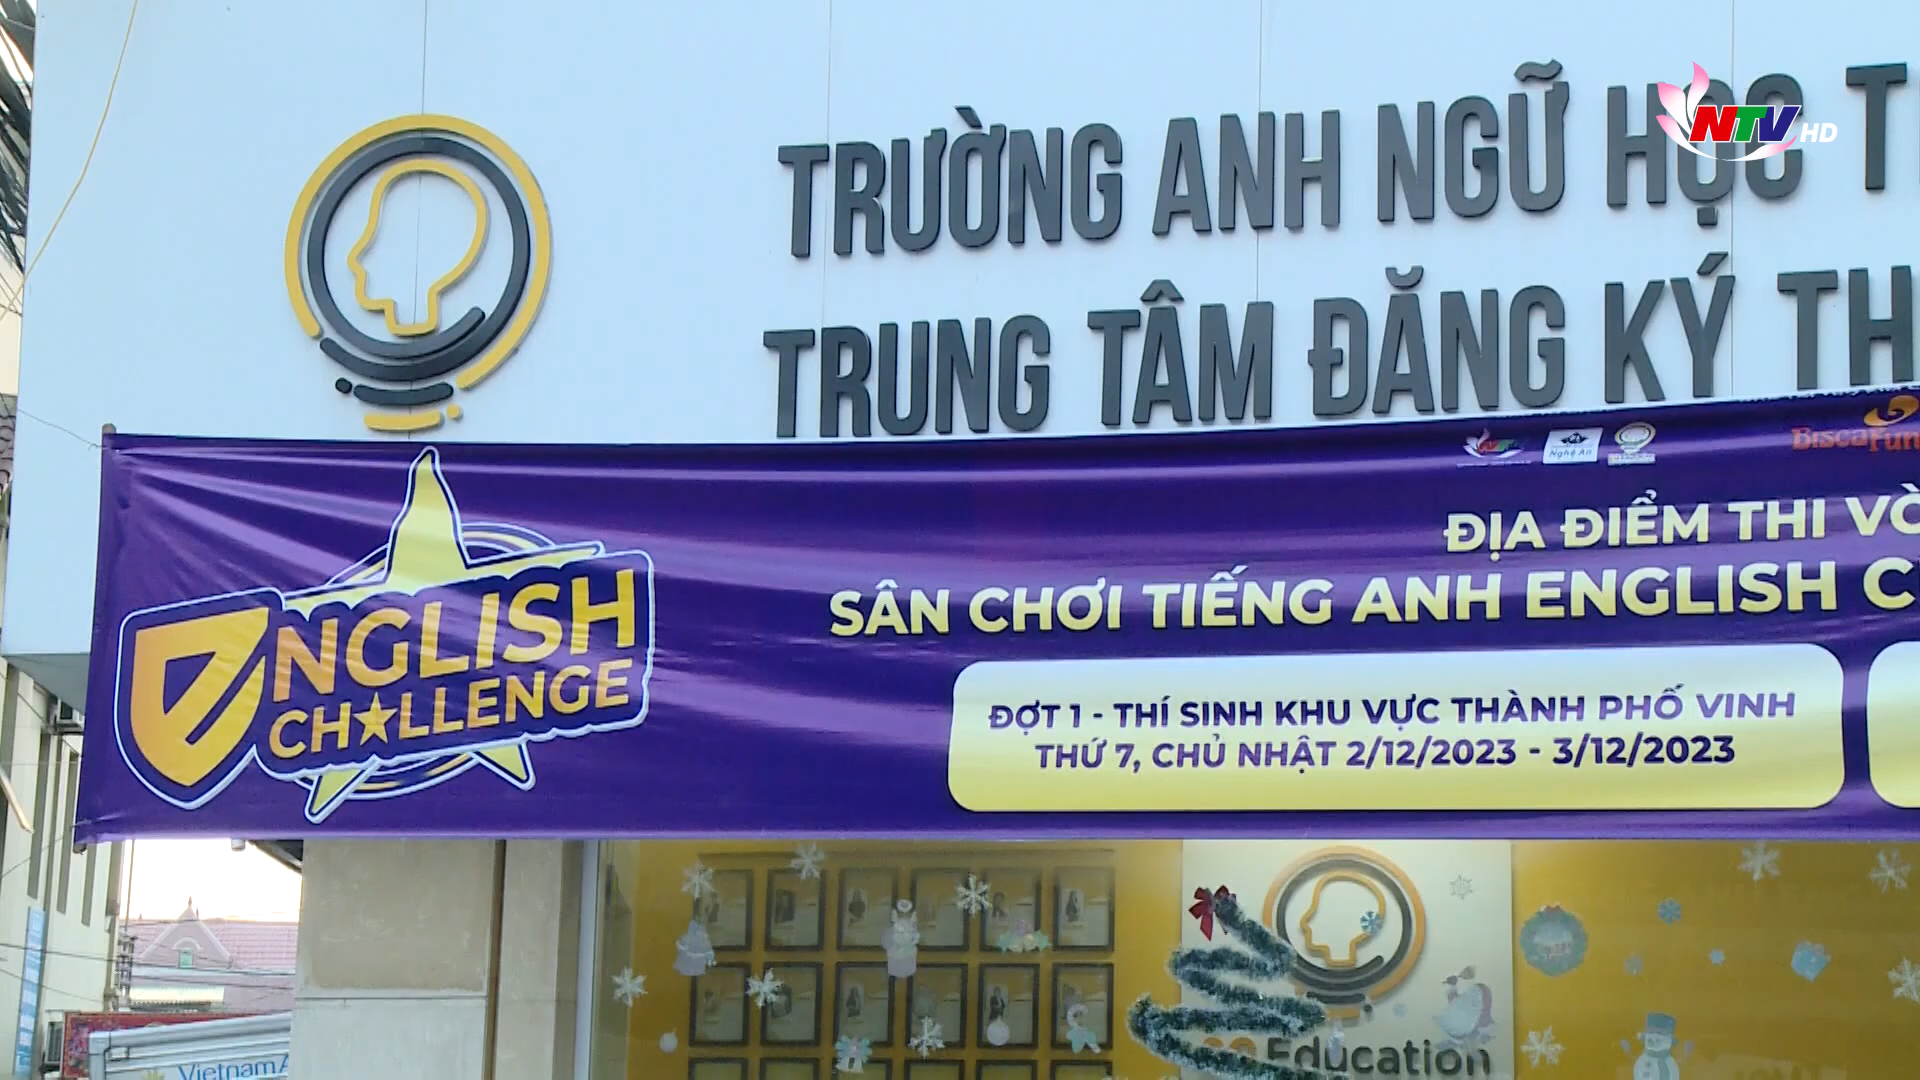 NTV HD
TRƯỜNG ANH NGỮ HỌC
TRUNG TÂM ĐĂNG KÝ
Nghệ An
BiscaFun
ĐỊA ĐIỂM THI
SÂN CHƠI TIẾNG ANH ENGLISH
ENGLISH
CHALLENGE
ĐỢT 1 - THÍ SINH KHU VỰC THÀNH PHỐ VINH
THỨ 7, CHỦ NHẬT 2/12/2023 - 3/12/2023
Education
Vietnam